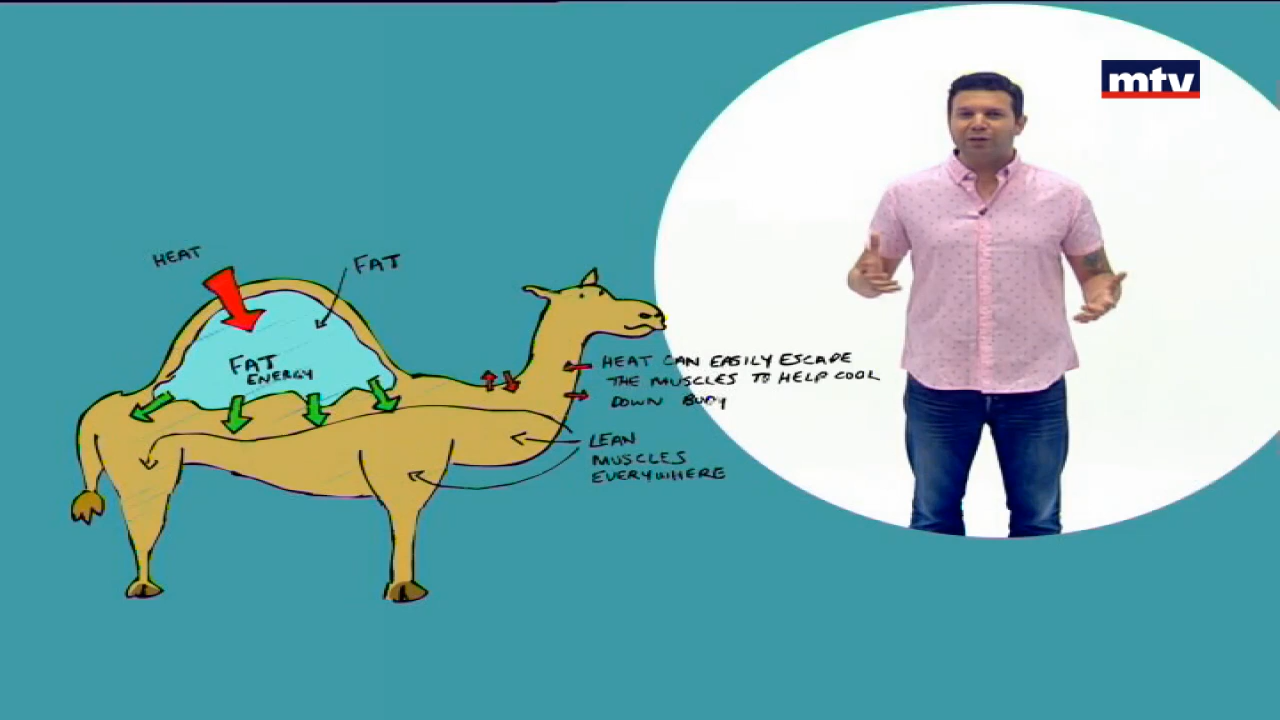 mtv
HEAT
FAT
FAT
ENERGY
HEAT CAN EASILY ESCAPE
THE MUSCLES TO HELP COOL
DOWN BODY
LEAN
MUSCLES
EVERYWHERE